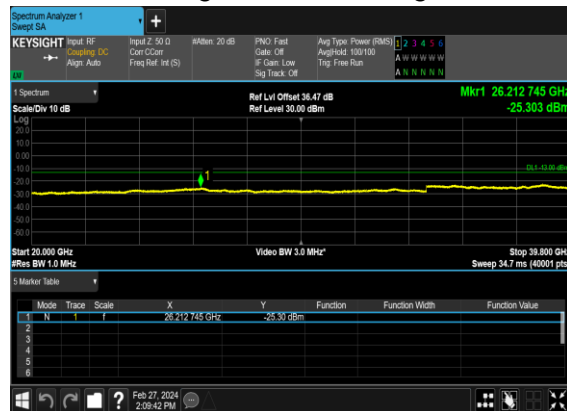 Spectrum Analyzer 1
Swept SA
+
KEYSIGHT Input: RF Input Z: 50 Ω #Atten: 20 dB PNO: Fast Avg Type: Power (RMS) 1 2 3 4 5 6
Coupling: DC Corr CCorr Gate: Off Avg|Hold: 100/100 A W W W W W
Align: Auto Freq Ref: Int (S) IF Gain: Low Trig: Free Run
Sig Track: Off A N N N N N
1 Spectrum Ref Lvl Offset 36.47 dB Mkr1 26.212 745 GHz
Scale/Div 10 dB Ref Level 30.00 dBm -25.303 dBm
Log
20.0
10.0
0.00
-10.0
DL1 -13.00 dBm
1
-20.0
-30.0
-40.0
-50.0
-60.0
Start 20.000 GHz Video BW 3.0 MHz* Stop 39.800 GHz
#Res BW 1.0 MHz Sweep 34.7 ms (40001 pts)
5 Marker Table
Mode Trace Scale X Y Function Function Width Function Value
1 N 1 f 26.212 745 GHz -25.30 dBm
2
3
4
5
6
? Feb 27, 2024
2:09:42 PM